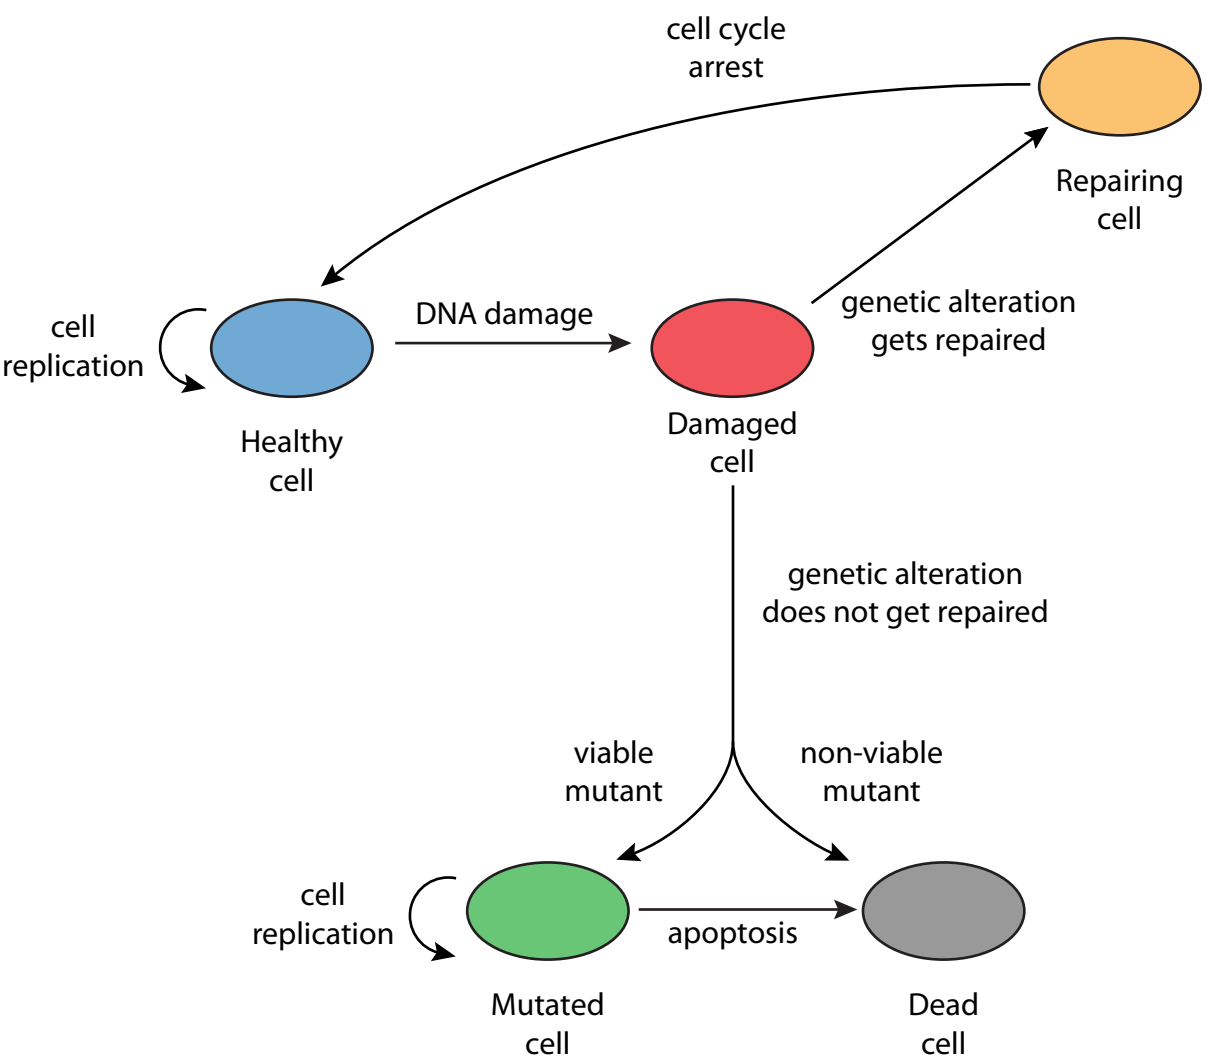 cell cycle
arrest
Repairing
cell
genetic alteration
gets repaired
DNA damage
cell
replication
Healthy
cell
Damaged
cell
genetic alteration
does not get repaired
viable
mutant
non-viable
mutant
cell
replication
apoptosis
Mutated
cell
Dead
cell